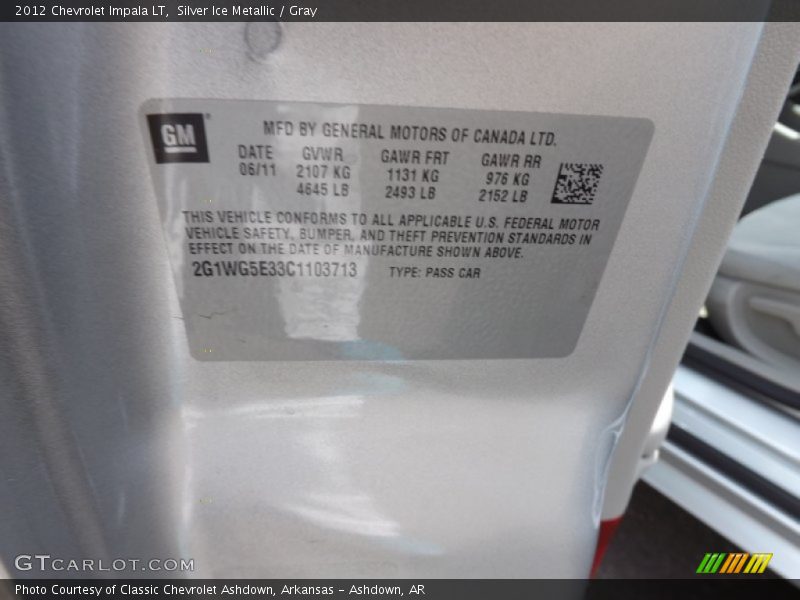 2012 Chevrolet Impala LT, Silver Ice Metallic / Gray
GM
MFD BY GENERAL MOTORS OF CANADA LTD.
DATE GVWR GAWR FRT GAWR RR
06/11 2107 KG 1131 KG 976 KG
4645 LB 2493 LB 2152 LB
THIS VEHICLE CONFORMS TO ALL APPLICABLE U.S. FEDERAL MOTOR
VEHICLE SAFETY, BUMPER, AND THEFT PREVENTION STANDARDS IN
EFFECT ON THE DATE OF MANUFACTURE SHOWN ABOVE.
2G1WG5E33C1103713 TYPE: PASS CAR
GTCARLOT.COM
Photo Courtesy of Classic Chevrolet Ashdown, Arkansas - Ashdown, AR